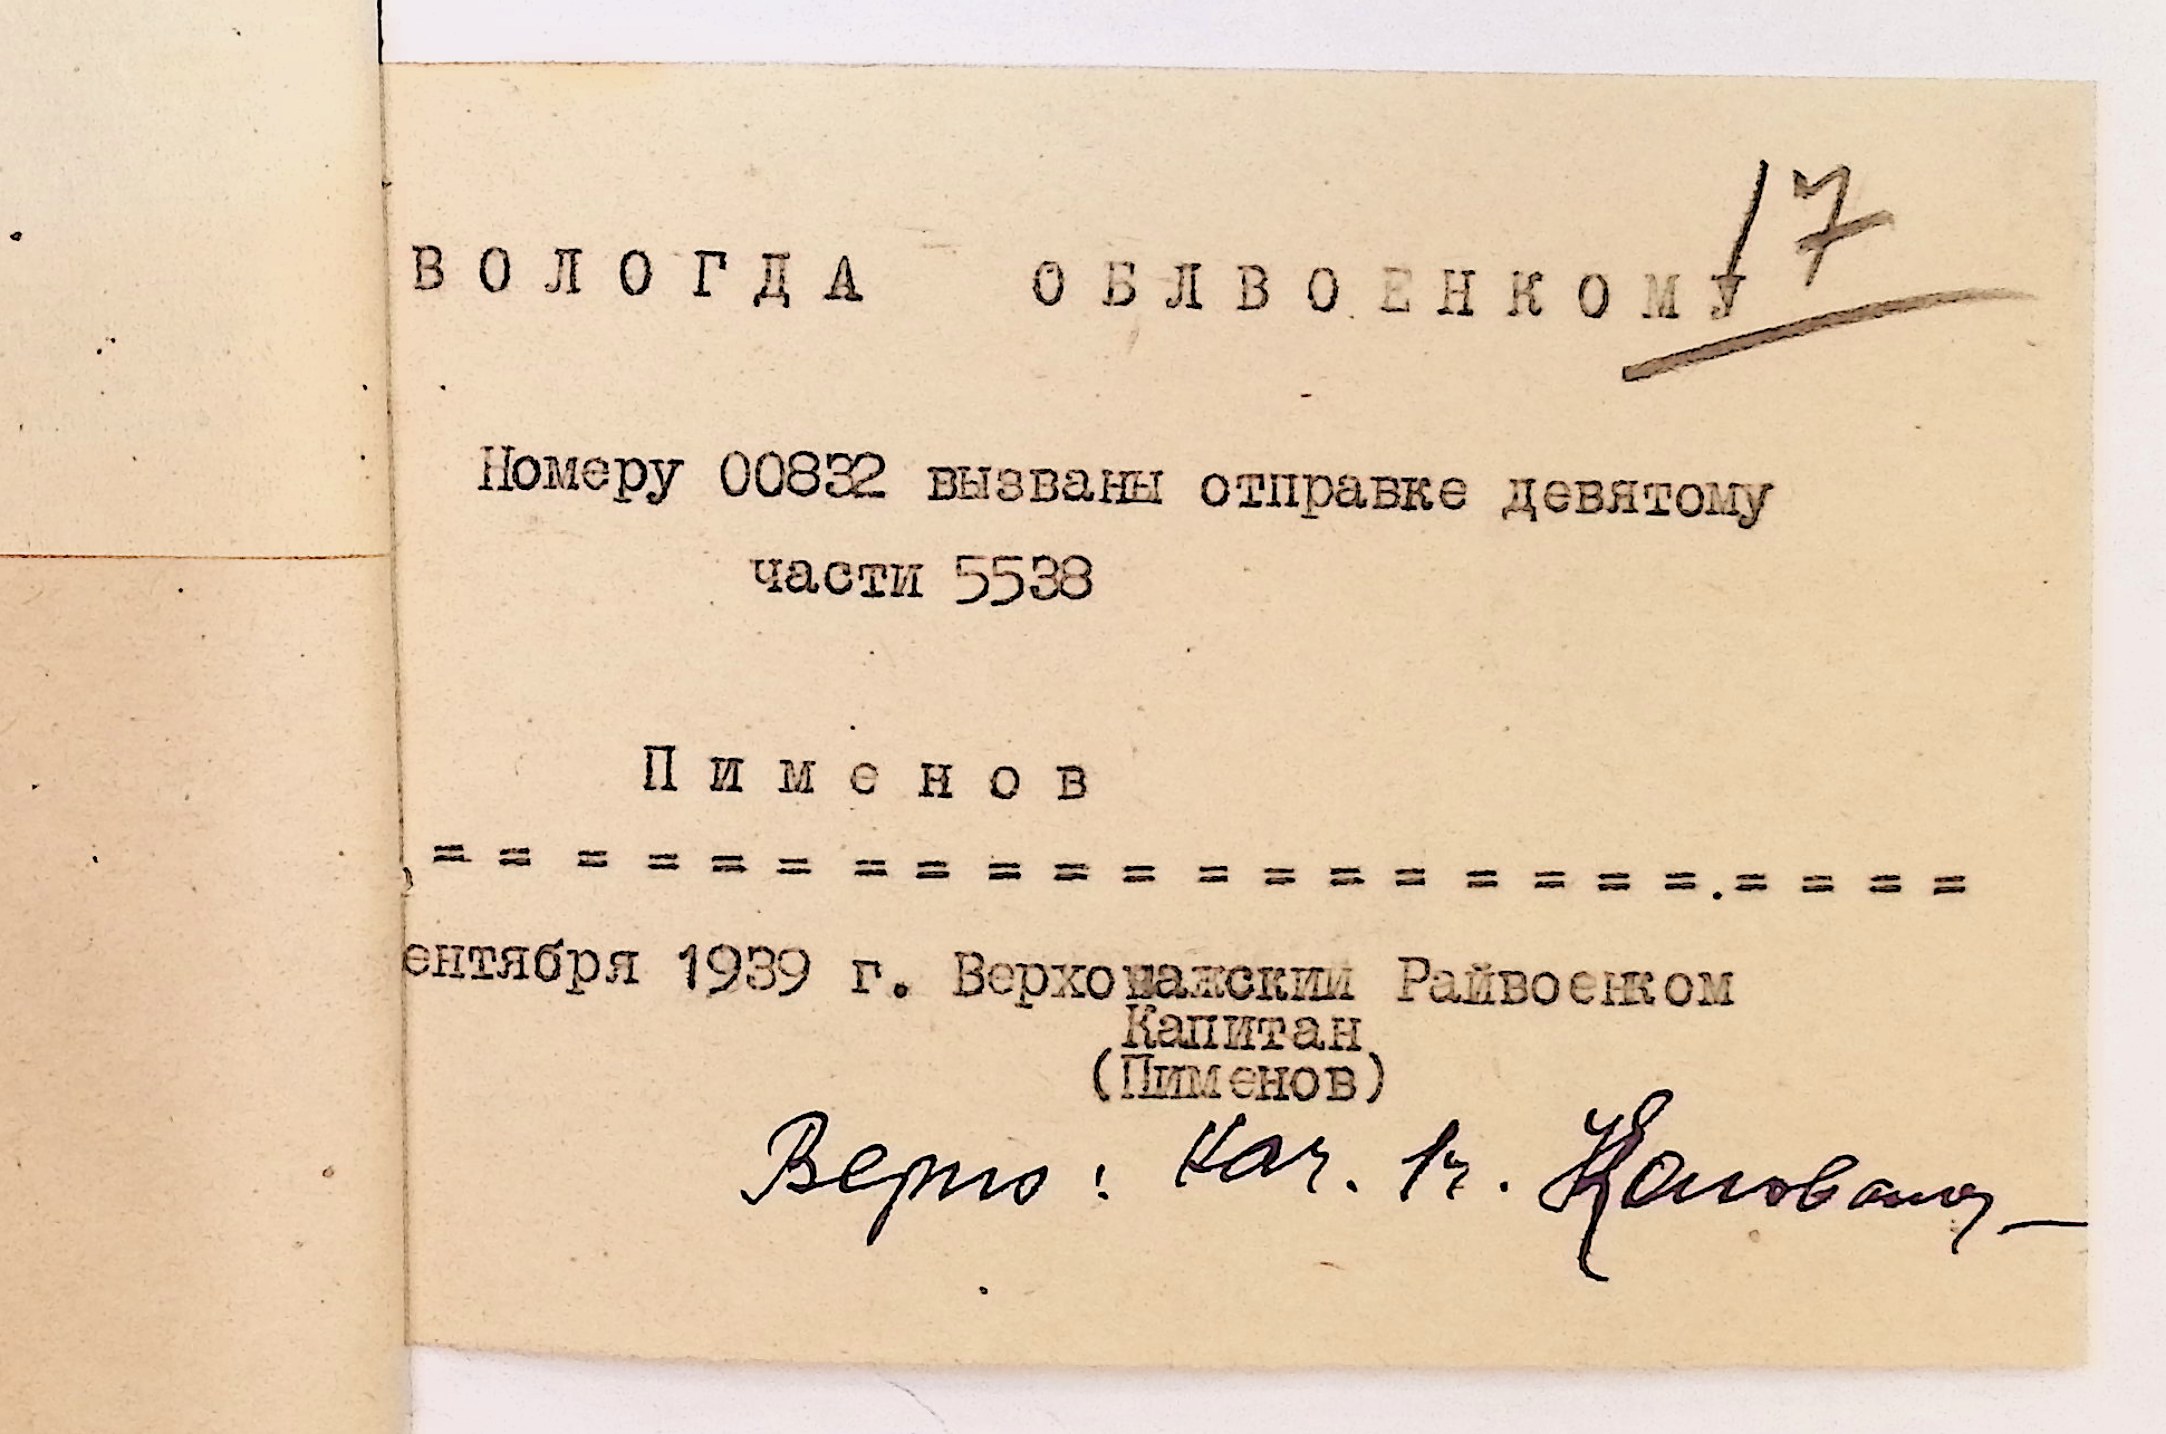 17
ВОЛОГДА ОБЛВОЕНКОМУ
Номеру 00832 вызваны отправке девятому
части 5538
Пименов
= = = = = = = = = = = = = = = = = = =.= = = =
ентября 1939 г. Верховажский Райвоенком
Капитан
(Пименов)
Верно: Нач. 1ч.